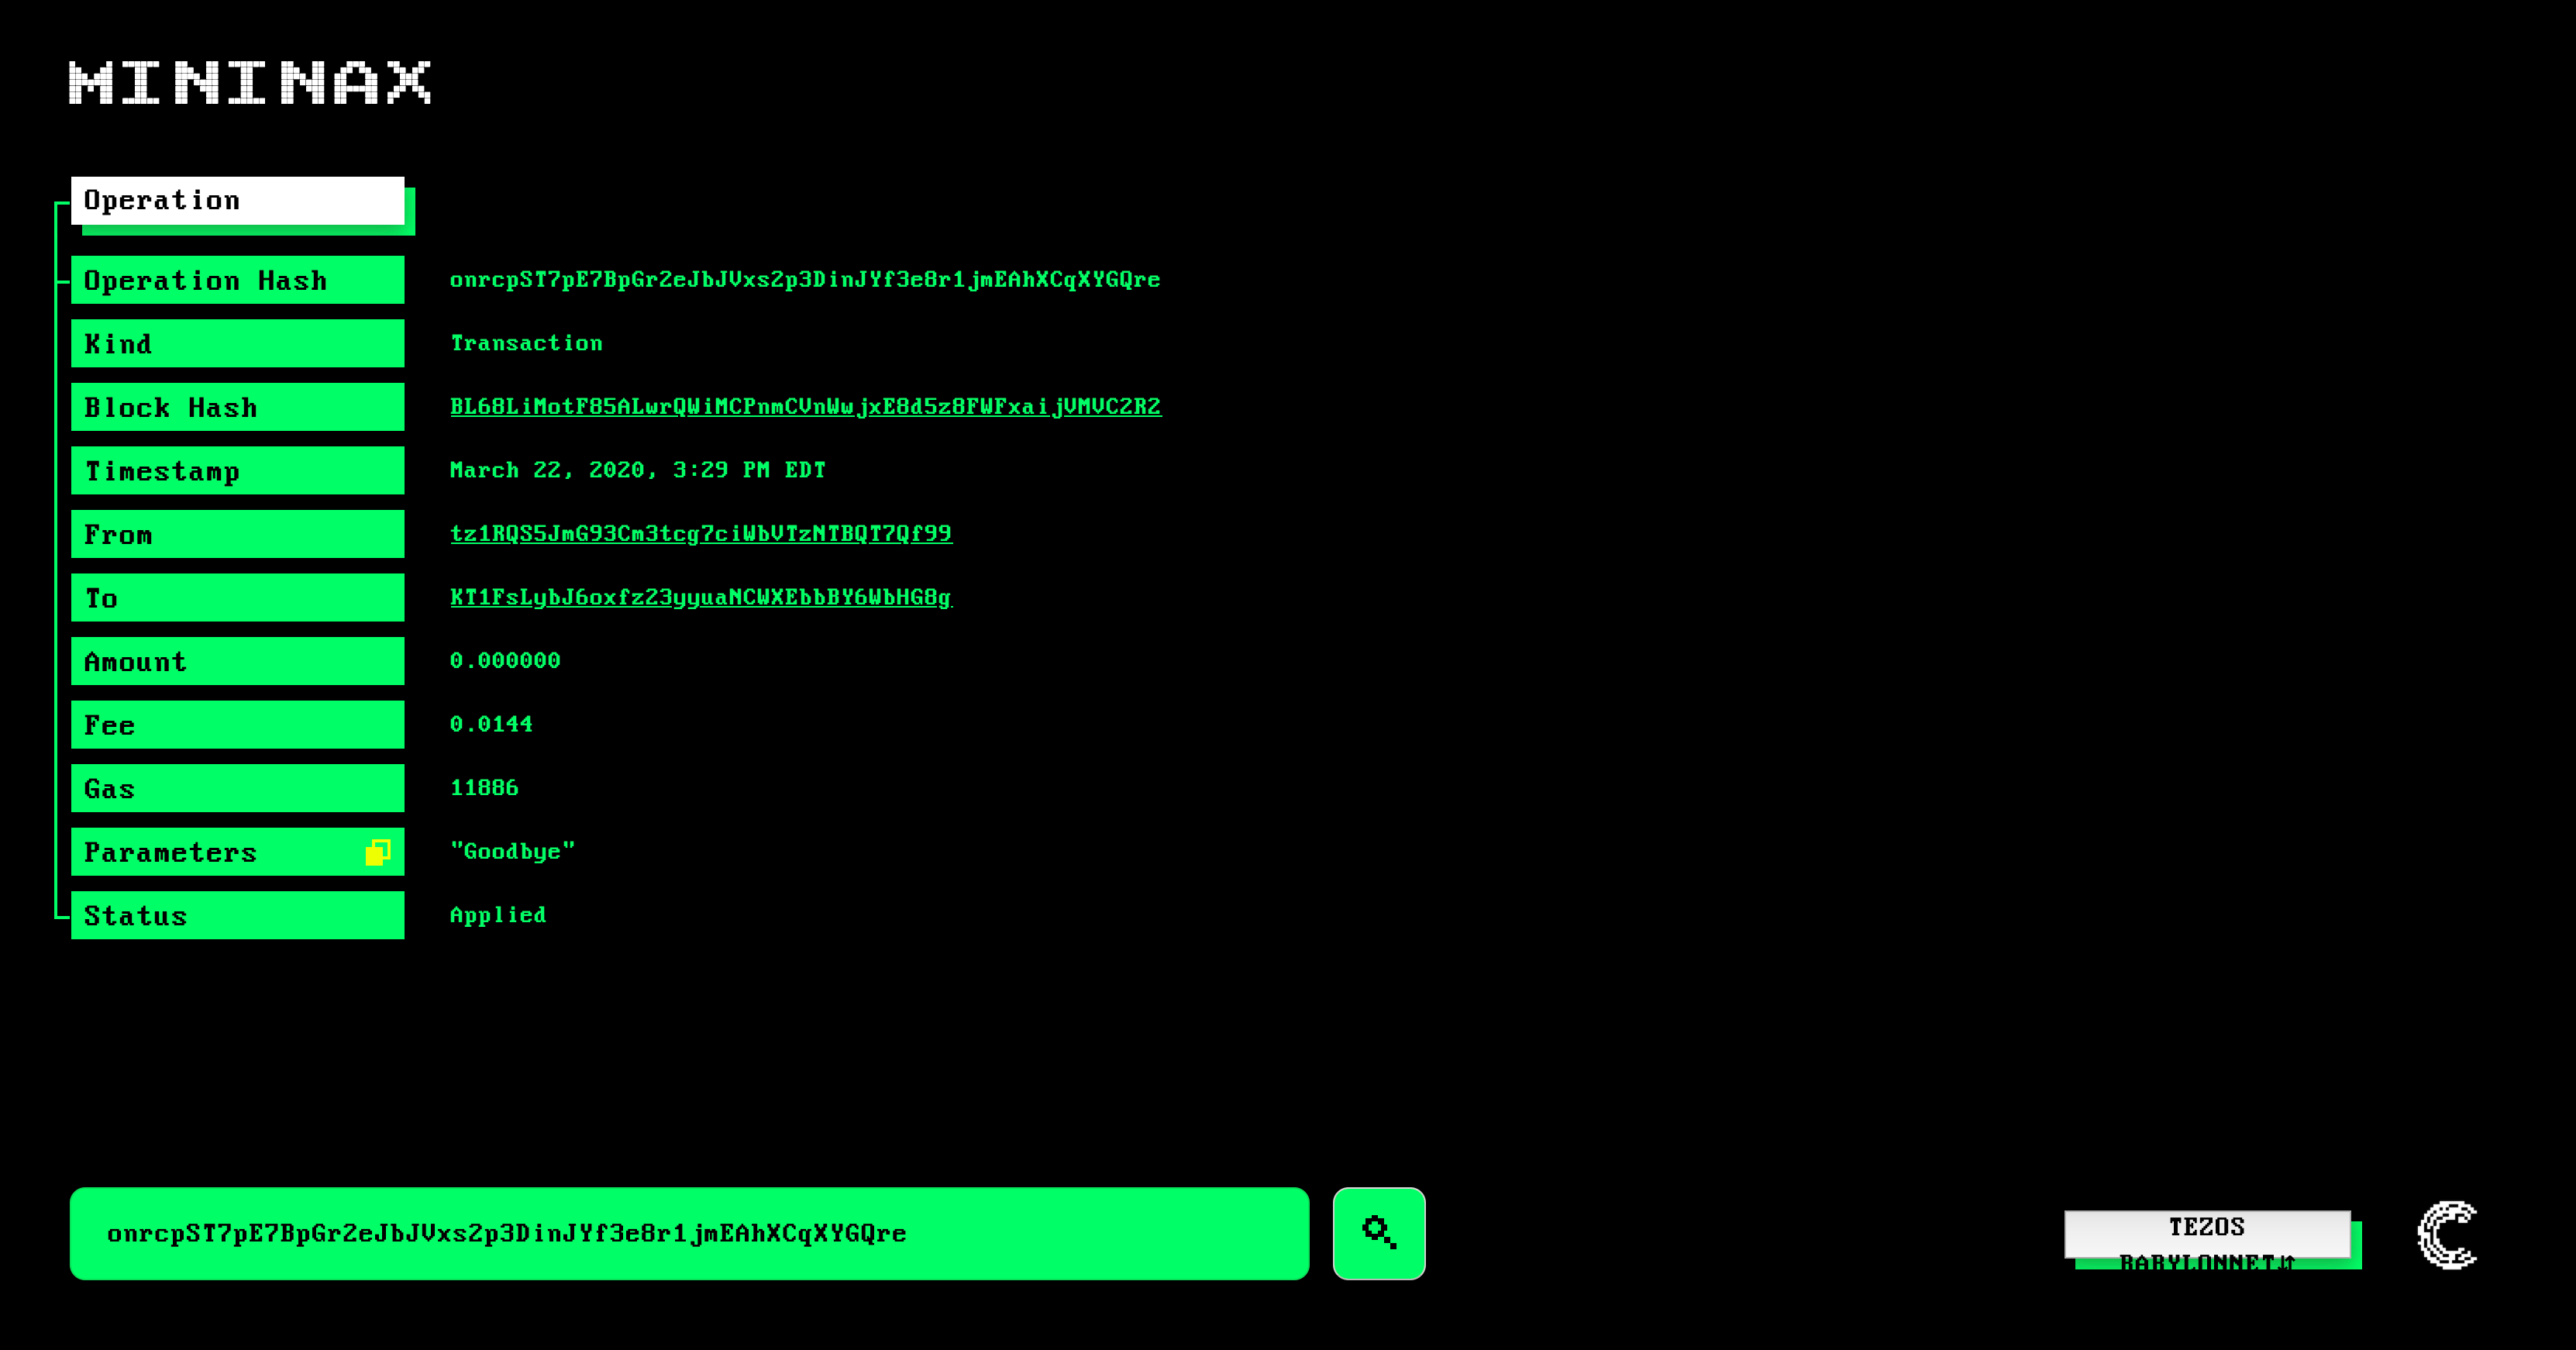 MININAX
Operation
Operation Hash onrcpST7pE7BpGr2eJbJVxs2p3DinJYf3e8r1jmEAhXCqXYGQre
Kind Transaction
Block Hash BL68LiMotF85ALwrQWiMCPnmCVnWwjxE8d5z8FWFxaijVMVC2R2
Timestamp March 22, 2020, 3:29 PM EDT
From tz1RQS5JmG93Cm3tcg7ciWbVTzNTBQT7Qf99
To KT1FsLybJ6oxfz23yyuaNCWXEbbBY6WbHG8g
Amount 0.000000
Fee 0.0144
Gas 11886
Parameters "Goodbye"
Status Applied
onrcpST7pE7BpGr2eJbJVxs2p3DinJYf3e8r1jmEAhXCqXYGQre
TEZOS
BABYLONNET